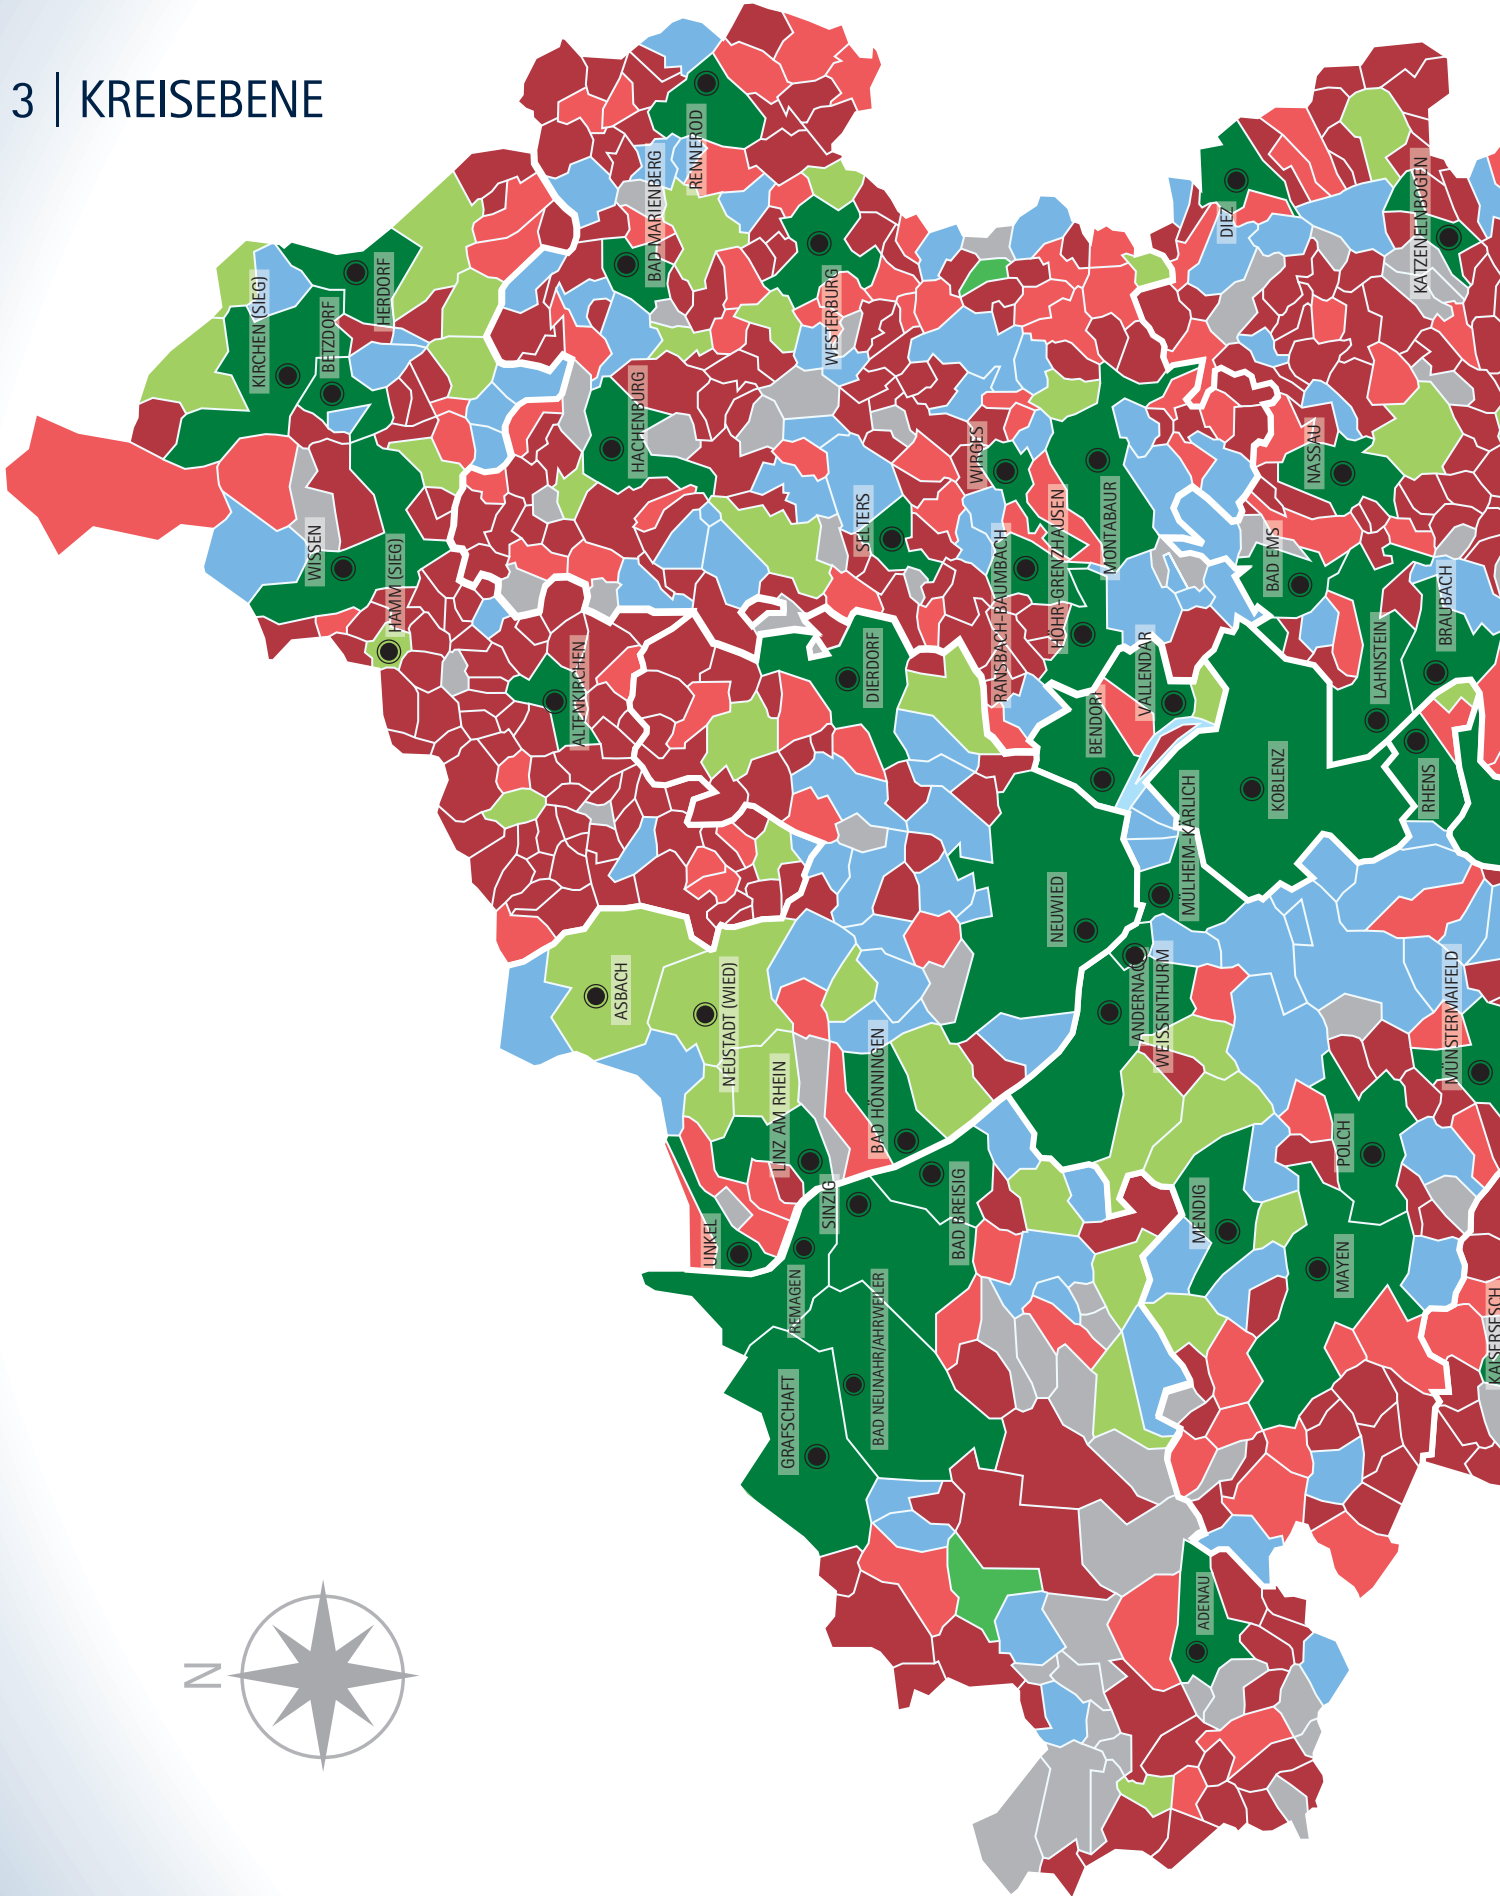 3 | KREISEBENE
RENNEROD
BAD MARIENBERG
DIEZ
KATZENELNBOGEN
HERDORF
KIRCHEN (SIEG)
BETZDORF
WESTERBURG
HACHENBURG
WIRGES
NASSAU
SELTERS
MONTABAUR
HÖHR-GRENZHAUSEN
RANSBACH-BAUMBACH
BAD EMS
WISSEN
HAMM (SIEG)
BRAUBACH
LAHNSTEIN
ALTENKIRCHEN
DIERDORF
VALLENDAR
BENDORF
KOBLENZ
RHENS
MÜLHEIM-KÄRLICH
NEUWIED
ASBACH
NEUSTADT (WIED)
ANDERNACH
WEISSENTHURM
MÜNSTERMAIFELD
LINZ AM RHEIN
BAD HÖNNINGEN
POLCH
UNKEL
SINZIG
BAD BREISIG
MENDIG
MAYEN
REMAGEN
BAD NEUNAHR/AHRWEILER
KAISERSESCH
GRAFSCHAFT
ADENAU
N